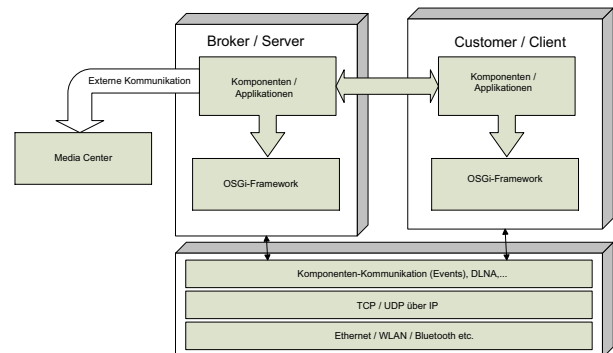 Broker / Server
Customer / Client
Externe Kommunikation
Komponenten /
Applikationen
Komponenten /
Applikationen
Media Center
OSGi-Framework
OSGi-Framework
Komponenten-Kommunikation (Events), DLNA,...
TCP / UDP über IP
Ethernet / WLAN / Bluetooth etc.